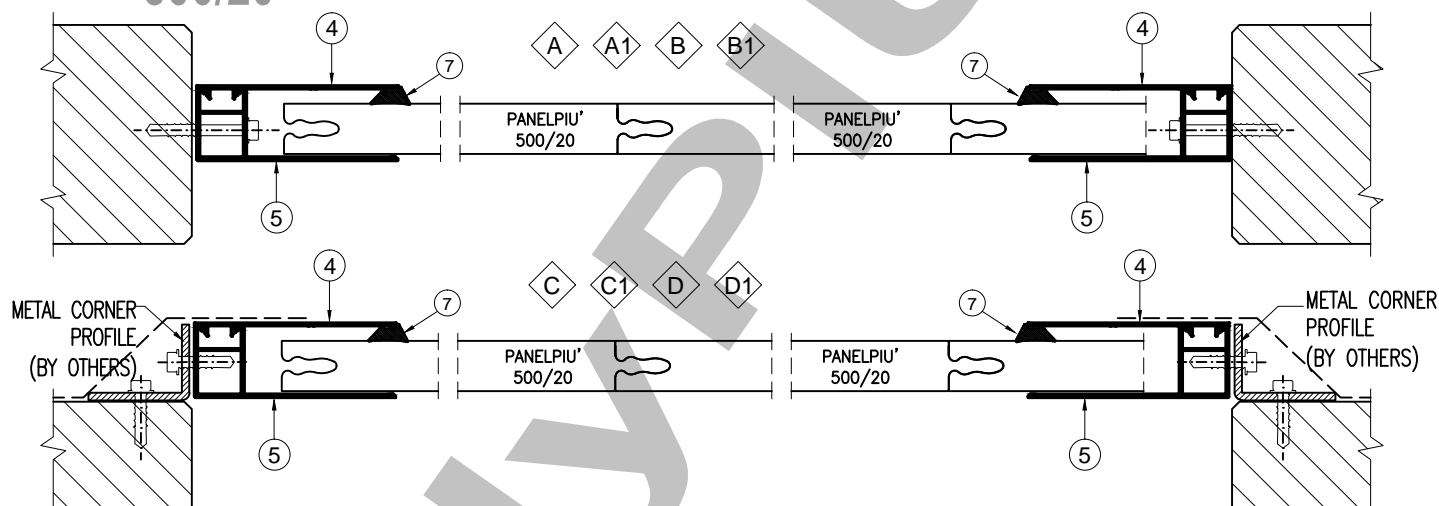 500/20
4
A A1 B B1
4
7
7
PANELPIU'
500/20
PANELPIU'
500/20
5
5
4
C C1 D D1
4
METAL CORNER
PROFILE
(BY OTHERS)
7
7
METAL CORNER
PROFILE
(BY OTHERS)
PANELPIU'
500/20
PANELPIU'
500/20
5
5